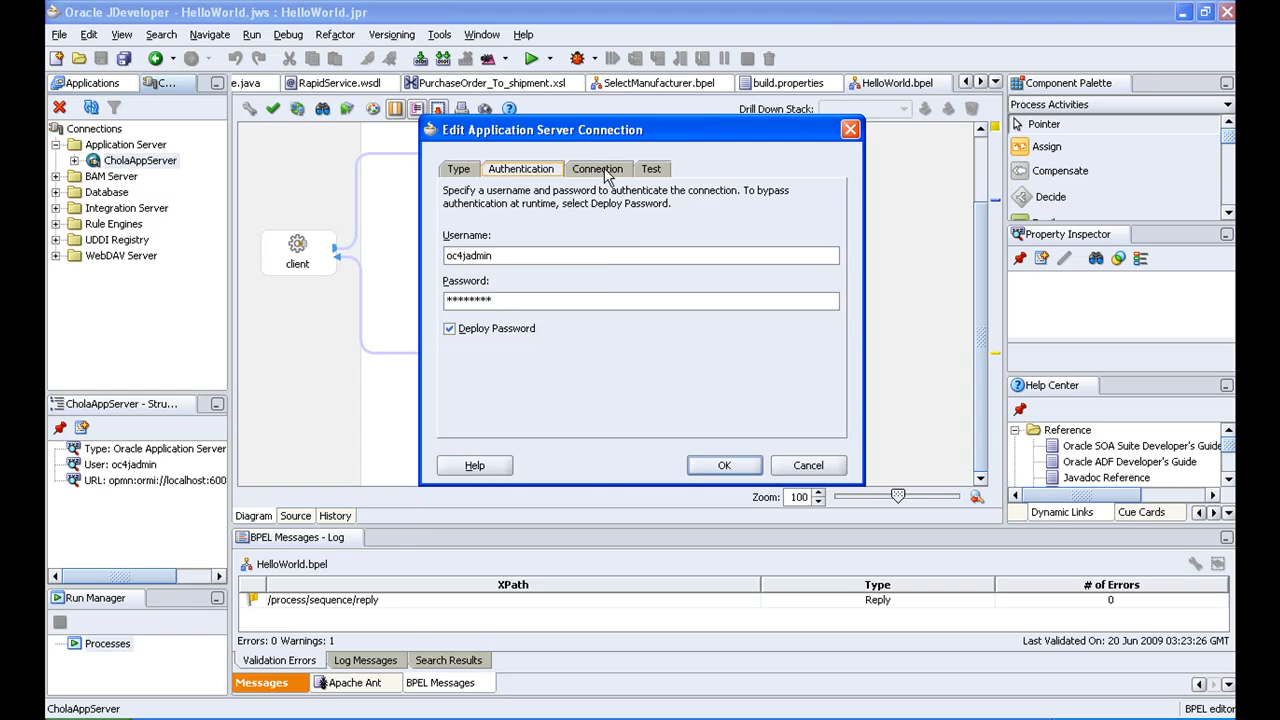 Oracle JDeveloper - HelloWorld.jws : HelloWorld.jpr
File Edit View Search Navigate Run Debug Refactor Versioning Tools Window Help
Applications C... e.java RapidService.wsdl PurchaseOrder_To_shipment.xsl SelectManufacturer.bpel build.properties HelloWorld.bpel Component Palette
Drill Down Stack:
Process Activities
Pointer
Assign
Compensate
Decide
Connections
Application Server
CholaAppServer
BAM Server
Database
Integration Server
Rule Engines
UDDI Registry
WebDAV Server
client
Edit Application Server Connection
Type Authentication Connection Test
Specify a username and password to authenticate the connection. To bypass
authentication at runtime, select Deploy Password.
Username:
oc4jadmin
Password:
********
Deploy Password
Help OK Cancel
Property Inspector
CholaAppServer - Stru...
Type: Oracle Application Server
User: oc4jadmin
URL: opmn:ormi://localhost:600
Help Center
Reference
Oracle SOA Suite Developer's Guide
Oracle ADF Developer's Guide
Javadoc Reference
Dynamic Links Cue Cards
Zoom: 100
Diagram Source History
BPEL Messages - Log
HelloWorld.bpel
XPath Type # of Errors
/process/sequence/reply Reply 0
Errors: 0 Warnings: 1 Last Validated On: 20 Jun 2009 03:23:26 GMT
Validation Errors Log Messages Search Results
Messages Apache Ant BPEL Messages
Run Manager
Processes
CholaAppServer BPEL editor